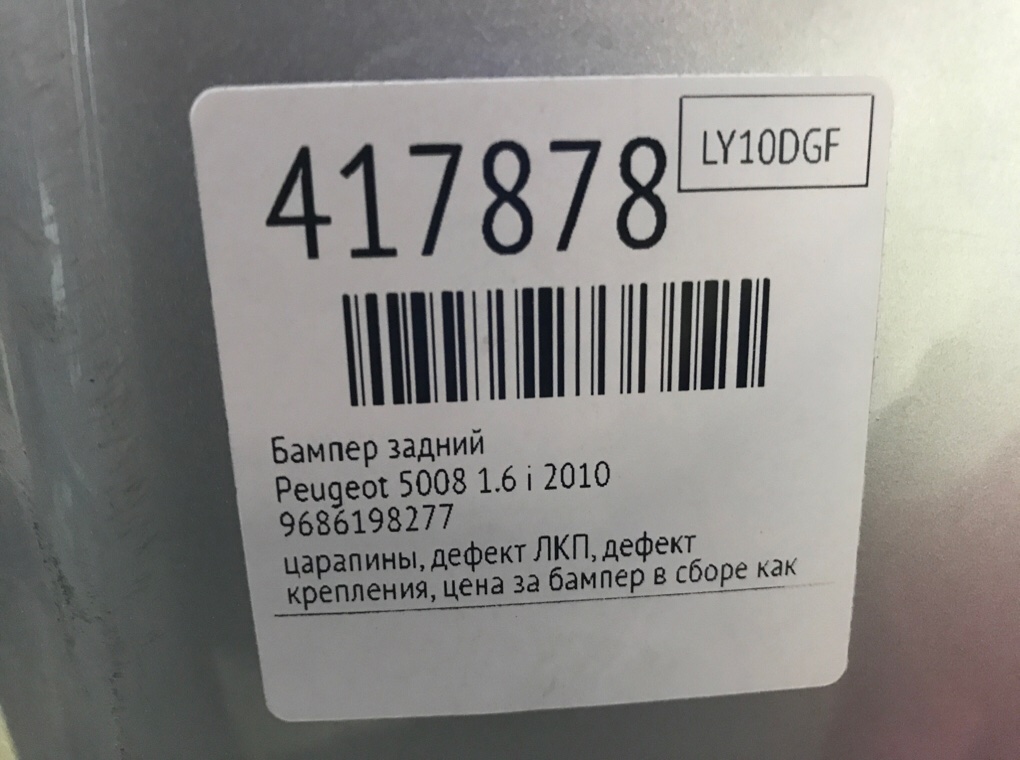 417878
LY10DGF
Бампер задний
Peugeot 5008 1.6 i 2010
9686198277
царапины, дефект ЛКП, дефект
крепления, цена за бампер в сборе как